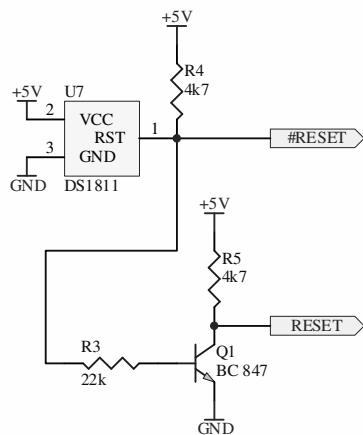 +5V
R4
4k7
+5V
U7
2
VCC
RST
1
#RESET
3
GND
GND
DS1811
+5V
R5
4k7
RESET
R3
22k
Q1
BC 847
GND